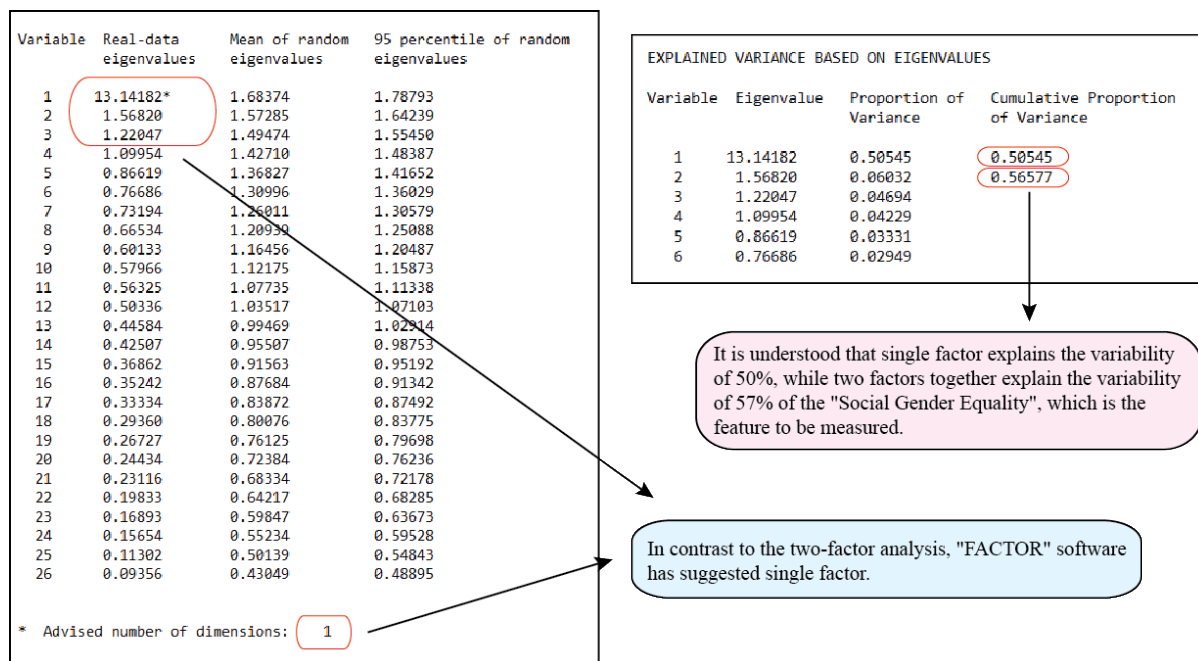 Variable Real-data Mean of random 95 percentile of random
eigenvalues eigenvalues eigenvalues
1 13.14182* 1.68374 1.78793
2 1.56820 1.57285 1.64239
3 1.22047 1.49474 1.55450
4 1.09954 1.42710 1.48387
5 0.86619 1.36827 1.41652
6 0.76686 1.30996 1.36029
7 0.73194 1.26011 1.30579
8 0.66534 1.20939 1.25088
9 0.60133 1.16456 1.20487
10 0.57966 1.12175 1.15873
11 0.56325 1.07735 1.11338
12 0.50336 1.03517 1.07103
13 0.44584 0.99469 1.02914
14 0.42507 0.95507 0.98753
15 0.36862 0.91563 0.95192
16 0.35242 0.87684 0.91342
17 0.33334 0.83872 0.87492
18 0.29360 0.80076 0.83775
19 0.26727 0.76125 0.79698
20 0.24434 0.72384 0.76236
21 0.23116 0.68334 0.72178
22 0.19833 0.64217 0.68285
23 0.16893 0.59847 0.63673
24 0.15654 0.55234 0.59528
25 0.11302 0.50139 0.54843
26 0.09356 0.43049 0.48895
* Advised number of dimensions: 1
EXPLAINED VARIANCE BASED ON EIGENVALUES
Variable Eigenvalue Proportion of Cumulative Proportion
Variance of Variance
1 13.14182 0.50545 0.50545
2 1.56820 0.06032 0.56577
3 1.22047 0.04694
4 1.09954 0.04229
5 0.86619 0.03331
6 0.76686 0.02949
It is understood that single factor explains the variability
of 50%, while two factors together explain the variability
of 57% of the "Social Gender Equality", which is the
feature to be measured.
In contrast to the two-factor analysis, "FACTOR" software
has suggested single factor.